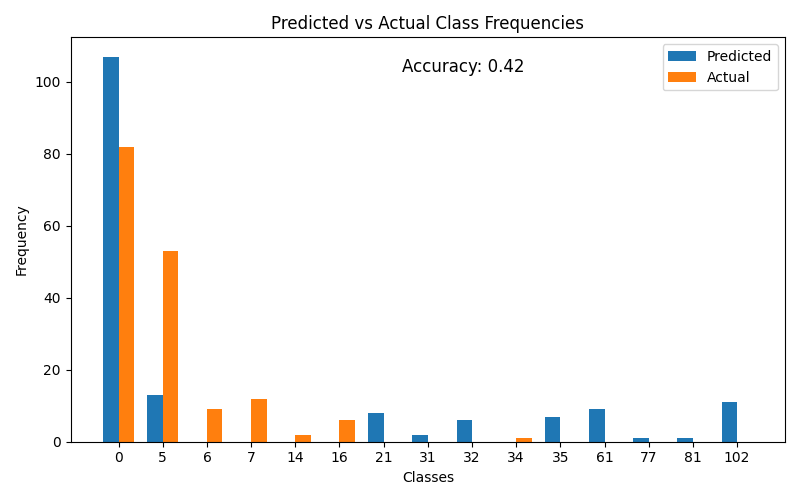 Predicted vs Actual Class Frequencies
Accuracy: 0.42
Predicted
Actual
Frequency
100
80
60
40
20
0
0 5 6 7 14 16 21 31 32 34 35 61 77 81 102
Classes